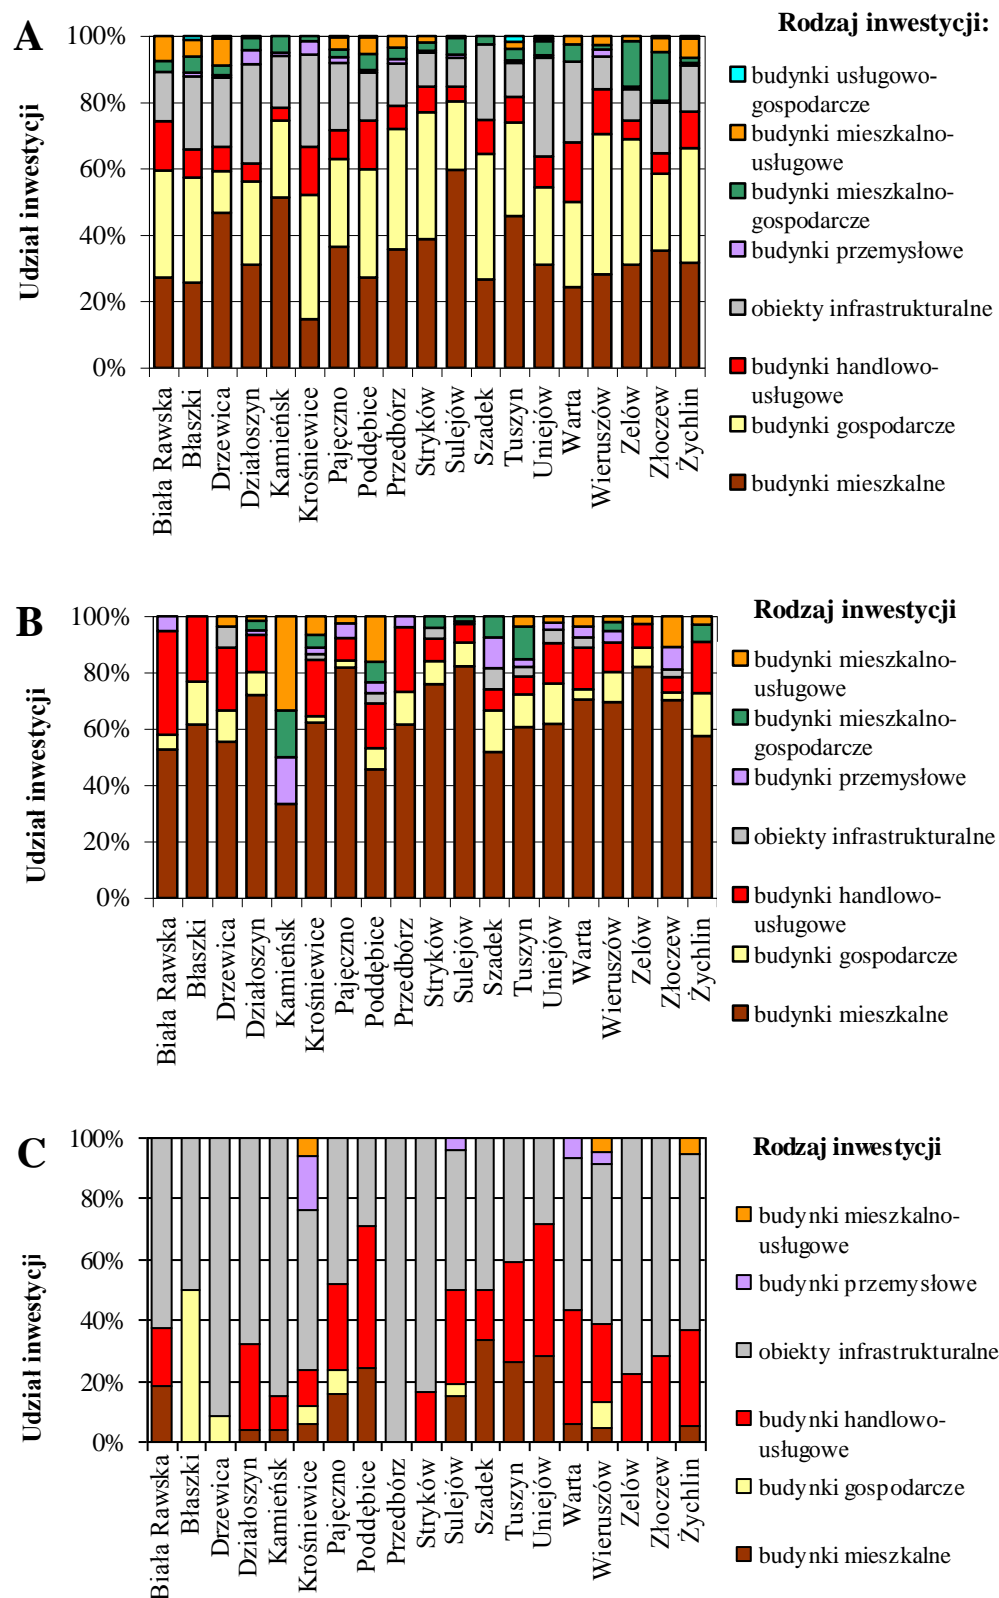 A
Rodzaj inwestycji:
Udział inwestycji
100%
80%
60%
40%
20%
0%
Biała Rawska
Błaszki
Drzewica
Działoszyn
Kamieńsk
Krośniewice
Pajęczno
Poddębice
Przedbórz
Stryków
Sulejów
Szadek
Tuszyn
Uniejów
Warta
Wieruszów
Zelów
Złoczew
Żychlin
budynki usługowo-
gospodarcze
budynki mieszkalno-
usługowe
budynki mieszkalno-
gospodarcze
budynki przemysłowe
obiekty infrastrukturalne
budynki handlowo-
usługowe
budynki gospodarcze
budynki mieszkalne
B
Rodzaj inwestycji
Udział inwestycji
100%
80%
60%
40%
20%
0%
Biała Rawska
Błaszki
Drzewica
Działoszyn
Kamieńsk
Krośniewice
Pajęczno
Poddębice
Przedbórz
Stryków
Sulejów
Szadek
Tuszyn
Uniejów
Warta
Wieruszów
Zelów
Złoczew
Żychlin
budynki mieszkalno-
usługowe
budynki mieszkalno-
gospodarcze
budynki przemysłowe
obiekty infrastrukturalne
budynki handlowo-
usługowe
budynki gospodarcze
budynki mieszkalne
C
Rodzaj inwestycji
Udział inwestycji
100%
80%
60%
40%
20%
0%
Biała Rawska
Błaszki
Drzewica
Działoszyn
Kamieńsk
Krośniewice
Pajęczno
Poddębice
Przedbórz
Stryków
Sulejów
Szadek
Tuszyn
Uniejów
Warta
Wieruszów
Zelów
Złoczew
Żychlin
budynki mieszkalno-
usługowe
budynki przemysłowe
obiekty infrastrukturalne
budynki handlowo-
usługowe
budynki gospodarcze
budynki mieszkalne